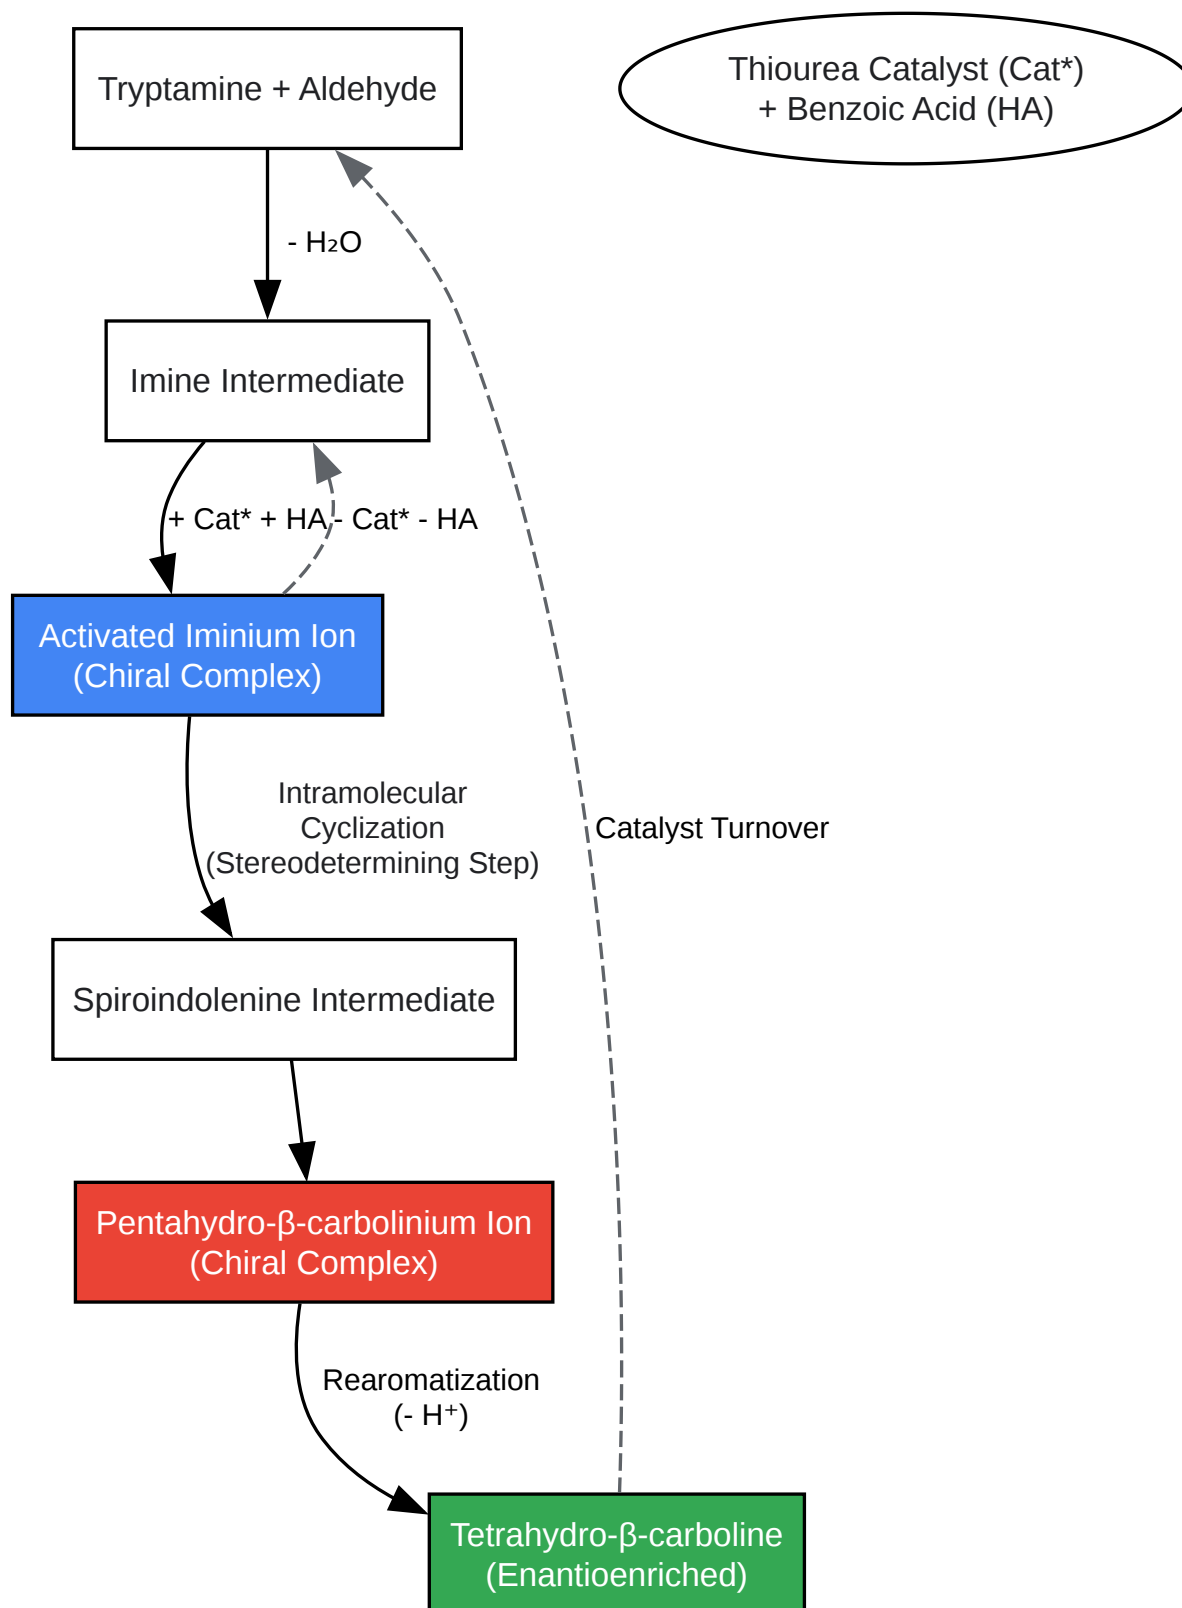 Tryptamine + Aldehyde
Thiourea Catalyst (Cat*)
+ Benzoic Acid (HA)
- H₂O
Imine Intermediate
+ Cat* + HA
- Cat* - HA
Activated Iminium Ion
(Chiral Complex)
Intramolecular
Cyclization
(Stereodetermining Step)
Catalyst Turnover
Spiroindolenine Intermediate
Pentahydro-β-carbolinium Ion
(Chiral Complex)
Rearomatization
(- H⁺)
Tetrahydro-β-carboline
(Enantioenriched)